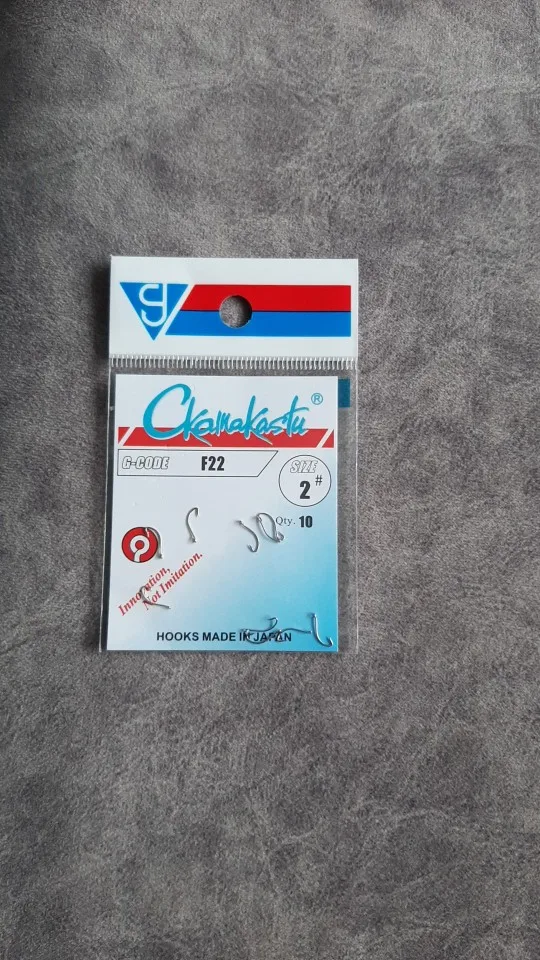 Ckamakastu ®
G-CODE F22
SIZE
2#
Qty. 10
Innovation,
Not Imitation.
HOOKS MADE IN JAPAN